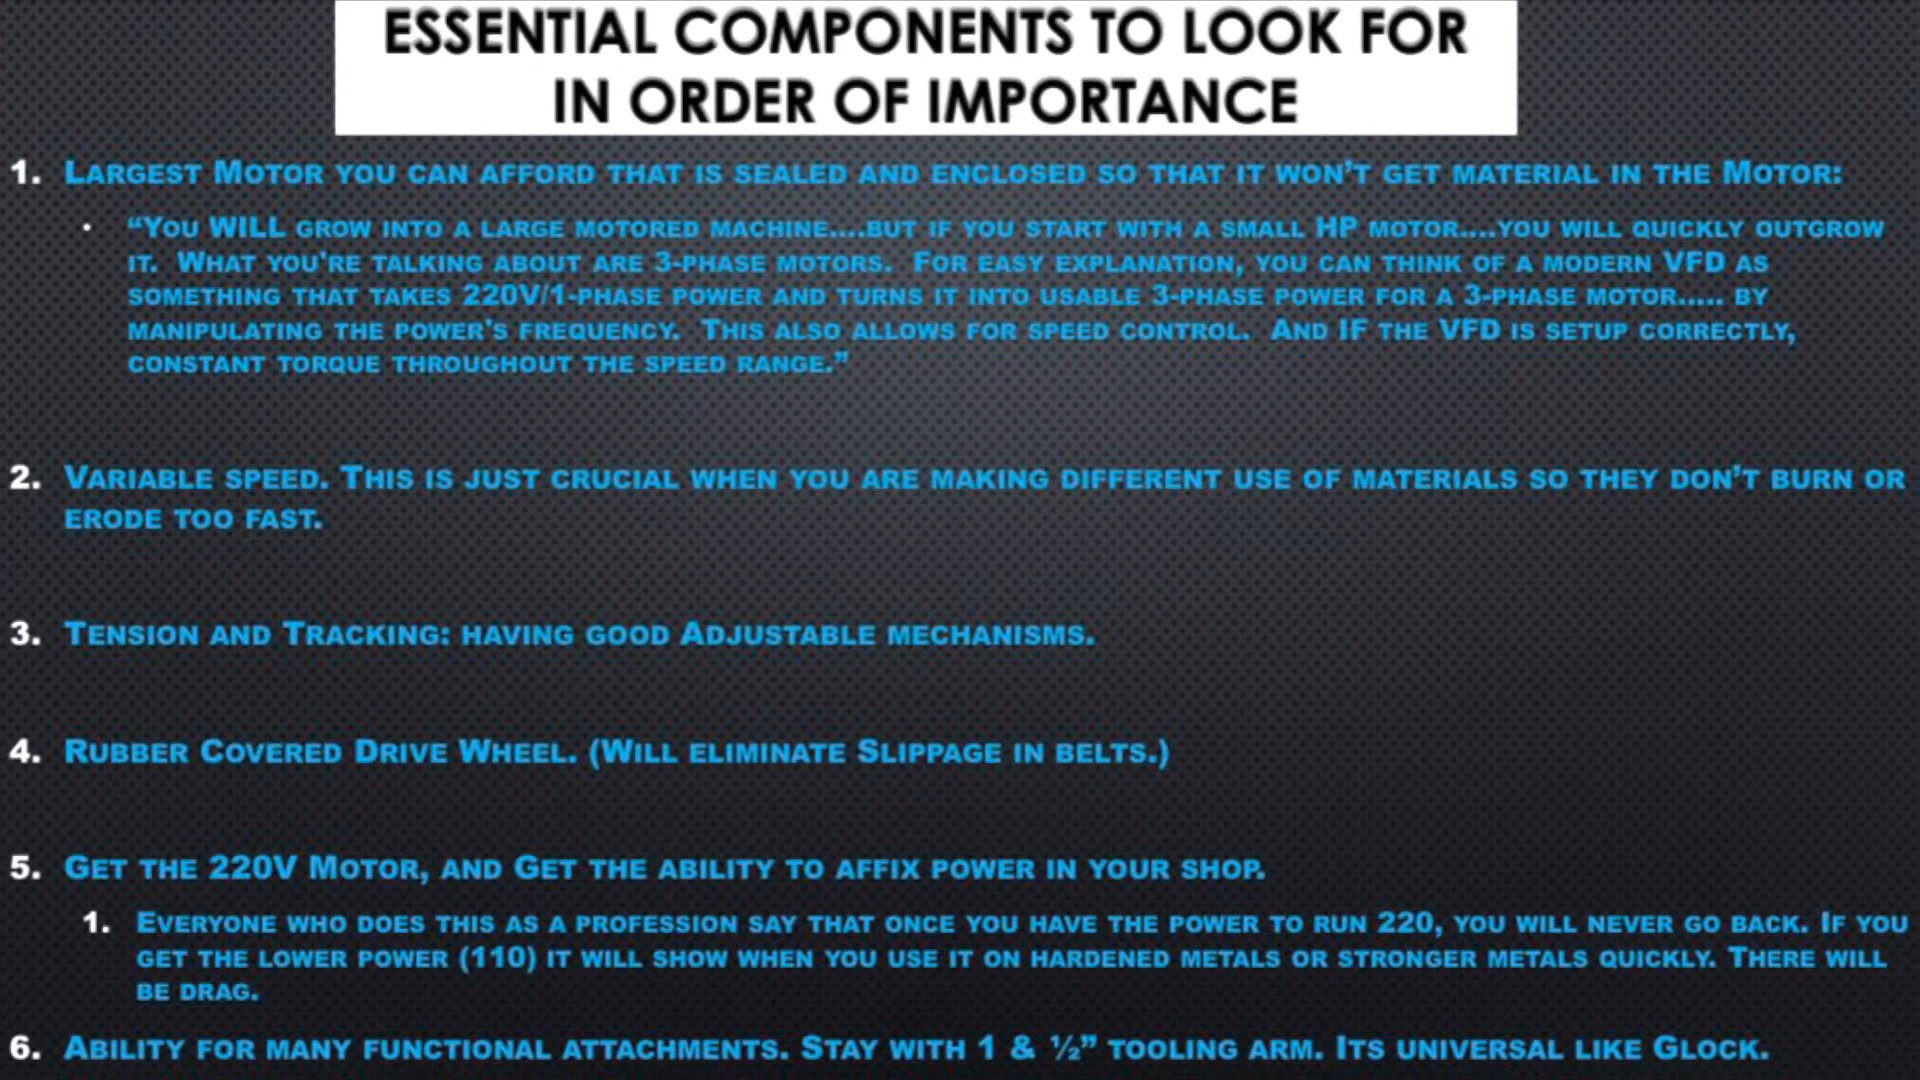 ESSENTIAL COMPONENTS TO LOOK FOR
IN ORDER OF IMPORTANCE
1. LARGEST MOTOR YOU CAN AFFORD THAT IS SEALED AND ENCLOSED SO THAT IT WON'T GET MATERIAL IN THE MOTOR:
• “YOU WILL GROW INTO A LARGE MOTORED MACHINE....BUT IF YOU START WITH A SMALL HP MOTOR....YOU WILL QUICKLY OUTGROW
IT. WHAT YOU'RE TALKING ABOUT ARE 3-PHASE MOTORS. FOR EASY EXPLANATION, YOU CAN THINK OF A MODERN VFD AS
SOMETHING THAT TAKES 220V/1-PHASE POWER AND TURNS IT INTO USABLE 3-PHASE POWER FOR A 3-PHASE MOTOR..... BY
MANIPULATING THE POWER'S FREQUENCY. THIS ALSO ALLOWS FOR SPEED CONTROL. AND IF THE VFD IS SETUP CORRECTLY,
CONSTANT TORQUE THROUGHOUT THE SPEED RANGE.”
2. VARIABLE SPEED. THIS IS JUST CRUCIAL WHEN YOU ARE MAKING DIFFERENT USE OF MATERIALS SO THEY DON'T BURN OR
ERODE TOO FAST.
3. TENSION AND TRACKING: HAVING GOOD ADJUSTABLE MECHANISMS.
4. RUBBER COVERED DRIVE WHEEL. (WILL ELIMINATE SLIPPAGE IN BELTS.)
5. GET THE 220V MOTOR, AND GET THE ABILITY TO AFFIX POWER IN YOUR SHOP.
1. EVERYONE WHO DOES THIS AS A PROFESSION SAY THAT ONCE YOU HAVE THE POWER TO RUN 220, YOU WILL NEVER GO BACK. IF YOU
GET THE LOWER POWER (110) IT WILL SHOW WHEN YOU USE IT ON HARDENED METALS OR STRONGER METALS QUICKLY. THERE WILL
BE DRAG.
6. ABILITY FOR MANY FUNCTIONAL ATTACHMENTS. STAY WITH 1 & ½” TOOLING ARM. ITS UNIVERSAL LIKE GLOCK.